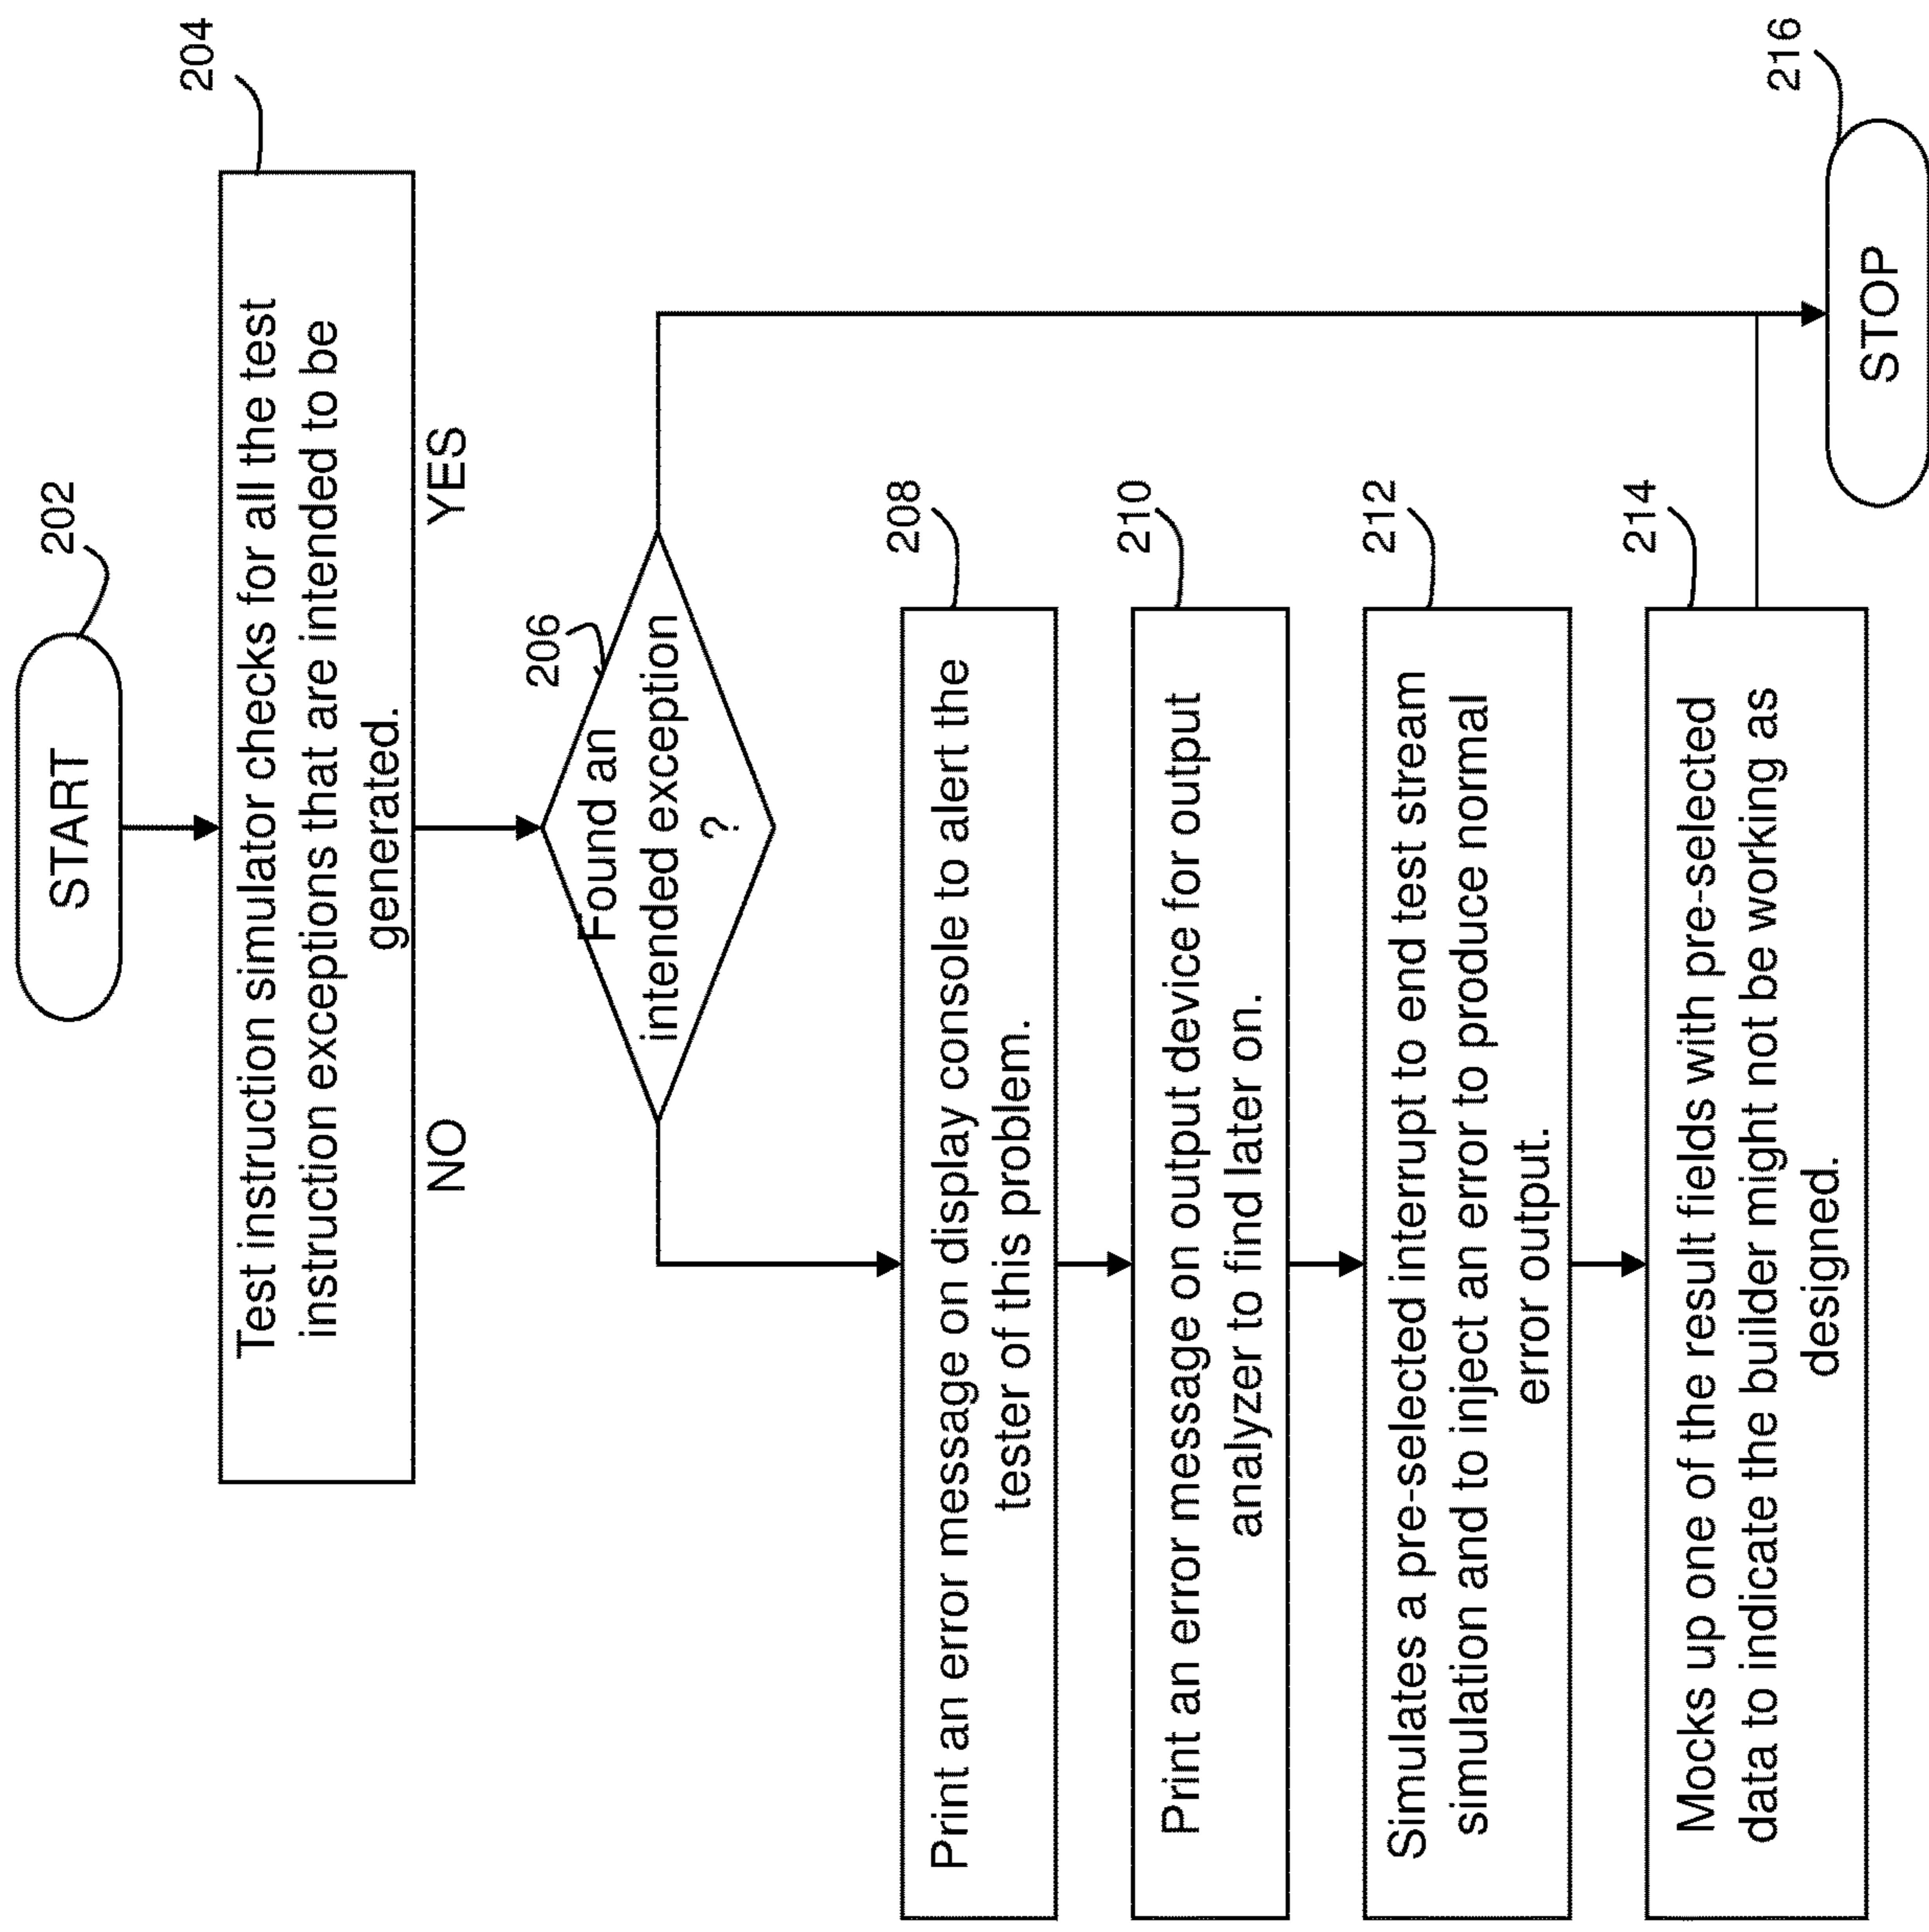 START
202
Test instruction simulator checks for all the test
instruction exceptions that are intended to be
generated.
204
NO
YES
206
Found an
intended exception
?
Print an error message on display console to alert the
tester of this problem.
208
Print an error message on output device for output
analyzer to find later on.
210
Simulates a pre-selected interrupt to end test stream
simulation and to inject an error to produce normal
error output.
212
Mocks up one of the result fields with pre-selected
data to indicate the builder might not be working as
designed.
214
STOP
216